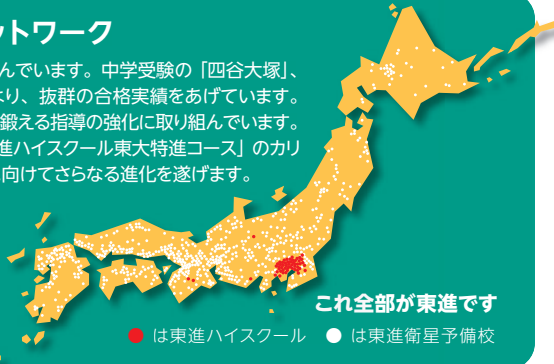 ットワーク
んでいます。中学受験の「四谷大塚」、
より、抜群の合格実績をあげています。
鍛える指導の強化に取り組んでいます。
進ハイスクール東大特進コース」のカリ
向けてさらなる進化を遂げます。
これ全部が東進です
●は東進ハイスクール ●は東進衛星予備校